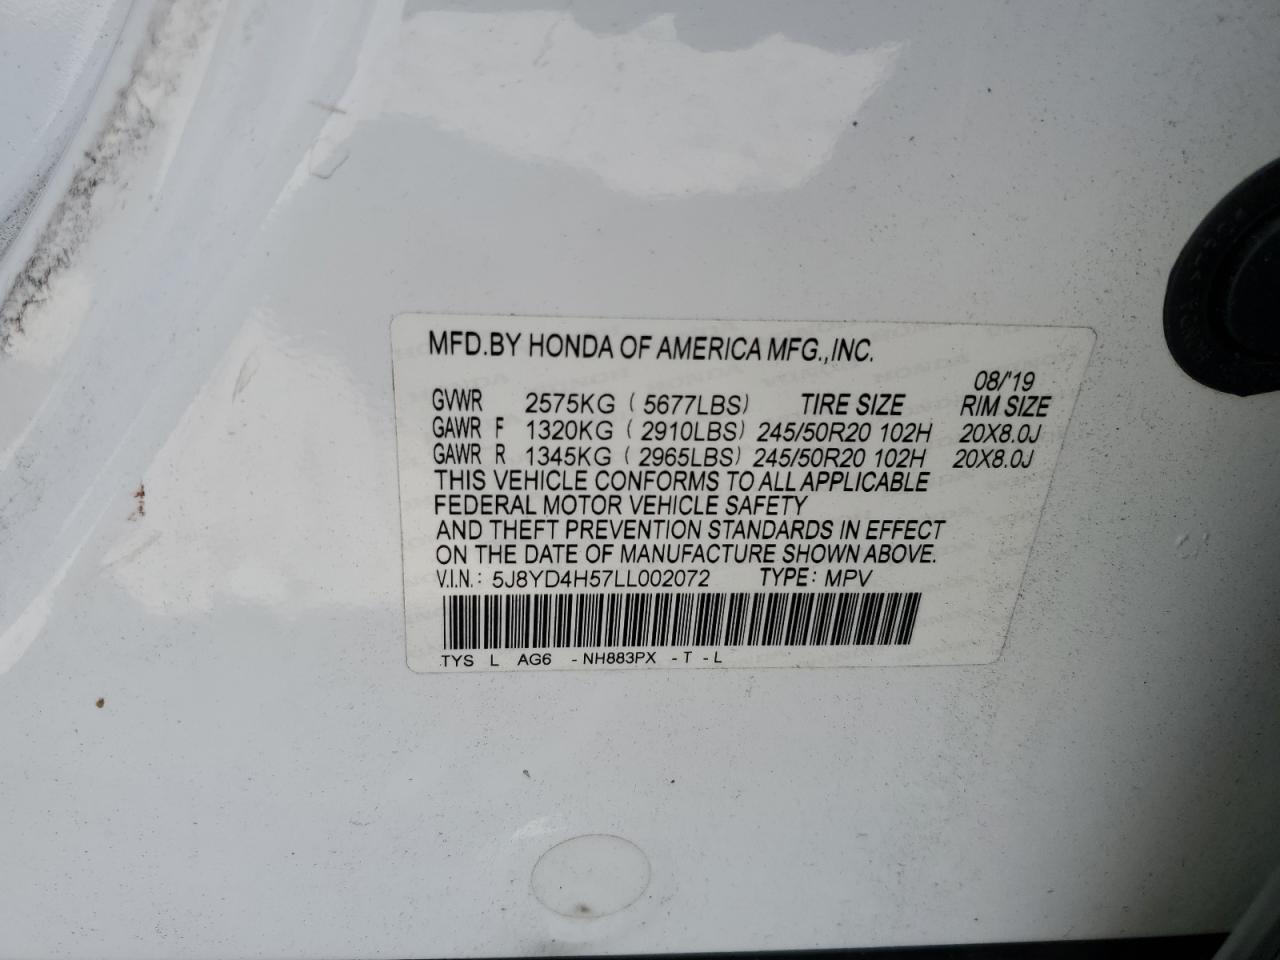 MFD.BY HONDA OF AMERICA MFG.,INC.
08/'19
GVWR 2575KG ( 5677LBS) TIRE SIZE RIM SIZE
GAWR F 1320KG ( 2910LBS) 245/50R20 102H 20X8.0J
GAWR R 1345KG ( 2965LBS) 245/50R20 102H 20X8.0J
THIS VEHICLE CONFORMS TO ALL APPLICABLE
FEDERAL MOTOR VEHICLE SAFETY
AND THEFT PREVENTION STANDARDS IN EFFECT
ON THE DATE OF MANUFACTURE SHOWN ABOVE.
V.I.N.: 5J8YD4H57LL002072 TYPE: MPV
TYS L AG6 -NH883PX -T -L